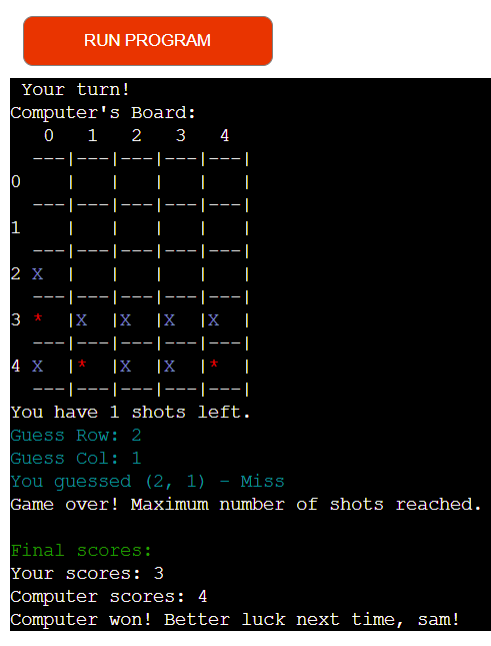 RUN PROGRAM
Your turn!
Computer's Board:
0 1 2 3 4
---|---|---|---|---|
0 | | | | |
---|---|---|---|---|
1 | | | | |
---|---|---|---|---|
2 X | | | | |
---|---|---|---|---|
3 * |X |X |X |X |
---|---|---|---|---|
4 X |* |X |X |* |
---|---|---|---|---|
You have 1 shots left.
Guess Row: 2
Guess Col: 1
You guessed (2, 1) - Miss
Game over! Maximum number of shots reached.
Final scores:
Your scores: 3
Computer scores: 4
Computer won! Better luck next time, sam!